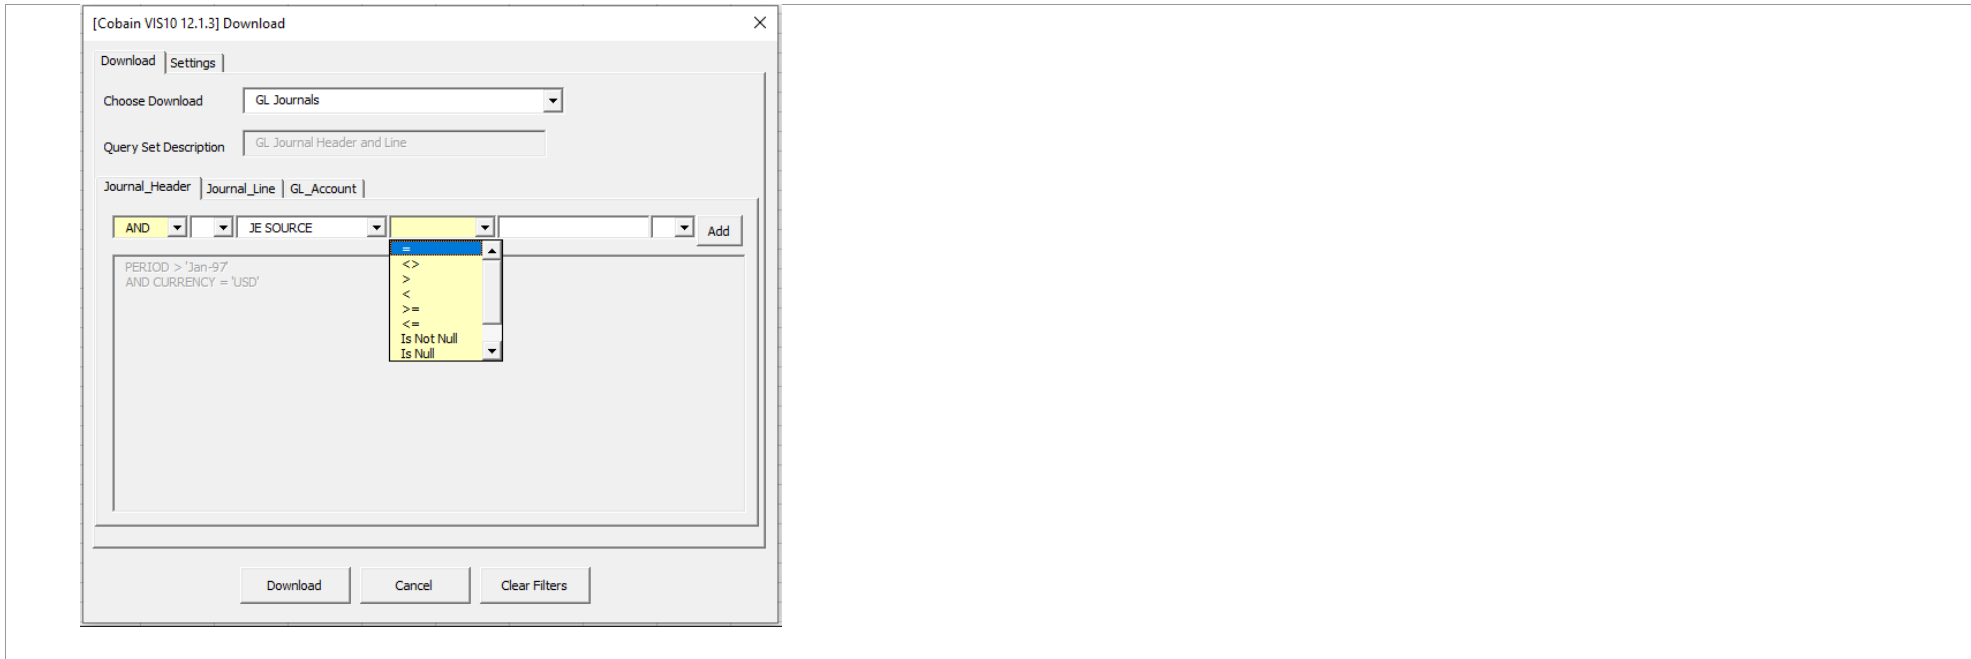 [Cobain VIS10 12.1.3] Download
Download Settings
Choose Download GL Journals
Query Set Description GL Journal Header and Line
Journal_Header Journal_Line GL_Account
AND JE SOURCE Add
=
<>
>
<
>=
<=
Is Not Null
Is Null
PERIOD > 'Jan-97'
AND CURRENCY = 'USD'
Download Cancel Clear Filters